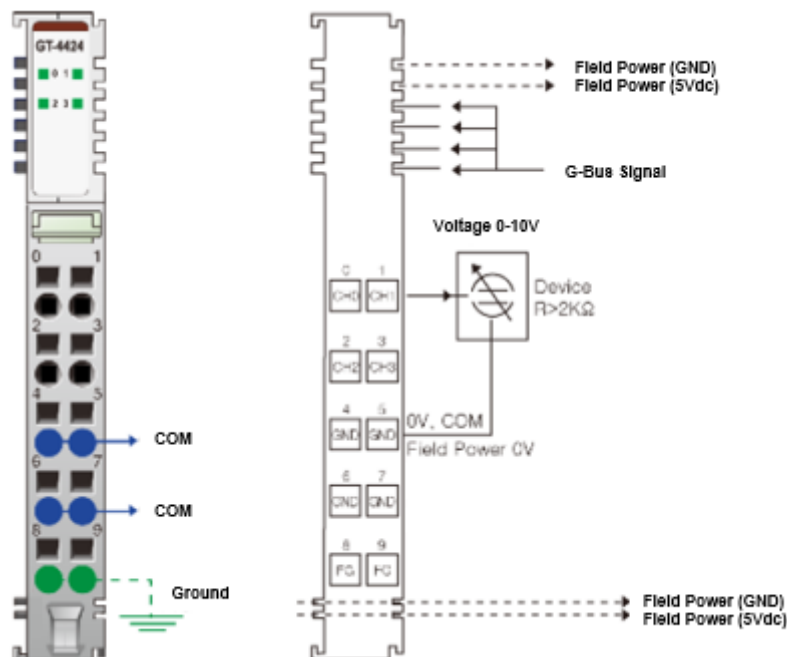 GT-4424
0 1
2 3
0 1
2 3
4 5
COM
6 7
COM
8 9
Ground
Field Power (GND)
Field Power (5Vdc)
G-Bus Signal
Voltage 0-10V
Device
R>2KΩ
0 1
CH0 CH1
2 3
CH2 CH3
4 5
GND GND
0V, COM
Field Power 0V
6 7
GND GND
8 9
FG FG
Field Power (GND)
Field Power (5Vdc)